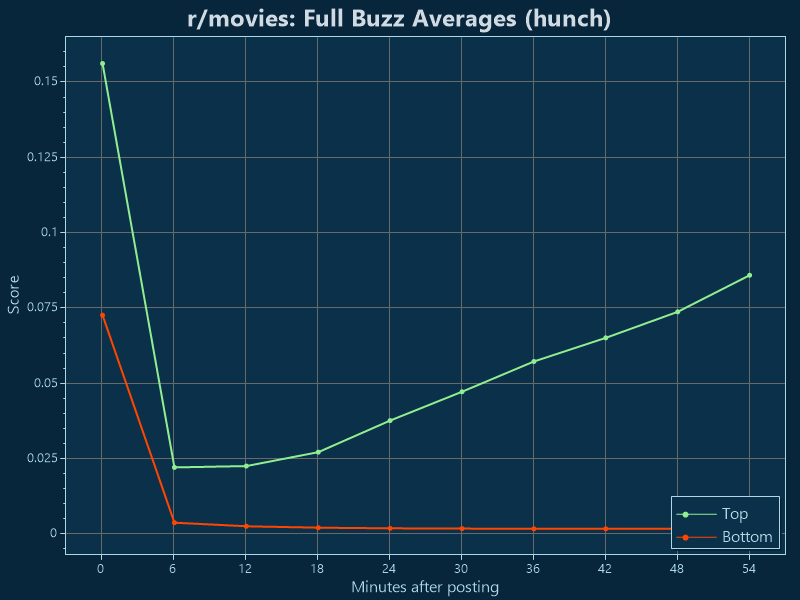 r/movies: Full Buzz Averages (hunch)
0.15
0.125
0.1
0.075
0.05
0.025
0
Score
Top
Bottom
0 6 12 18 24 30 36 42 48 54
Minutes after posting